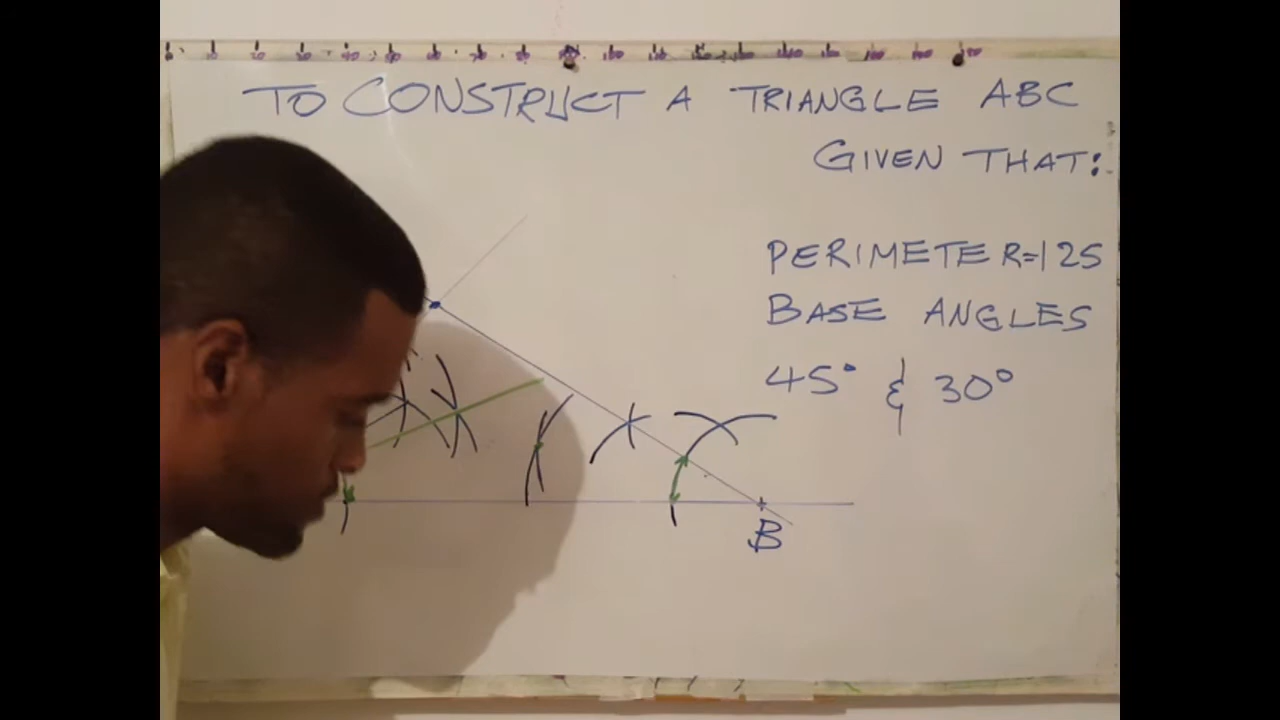 TO CONSTRUCT A TRIANGLE ABC
GIVEN THAT:
PERIMETER=125
BASE ANGLES
45° & 30°
B